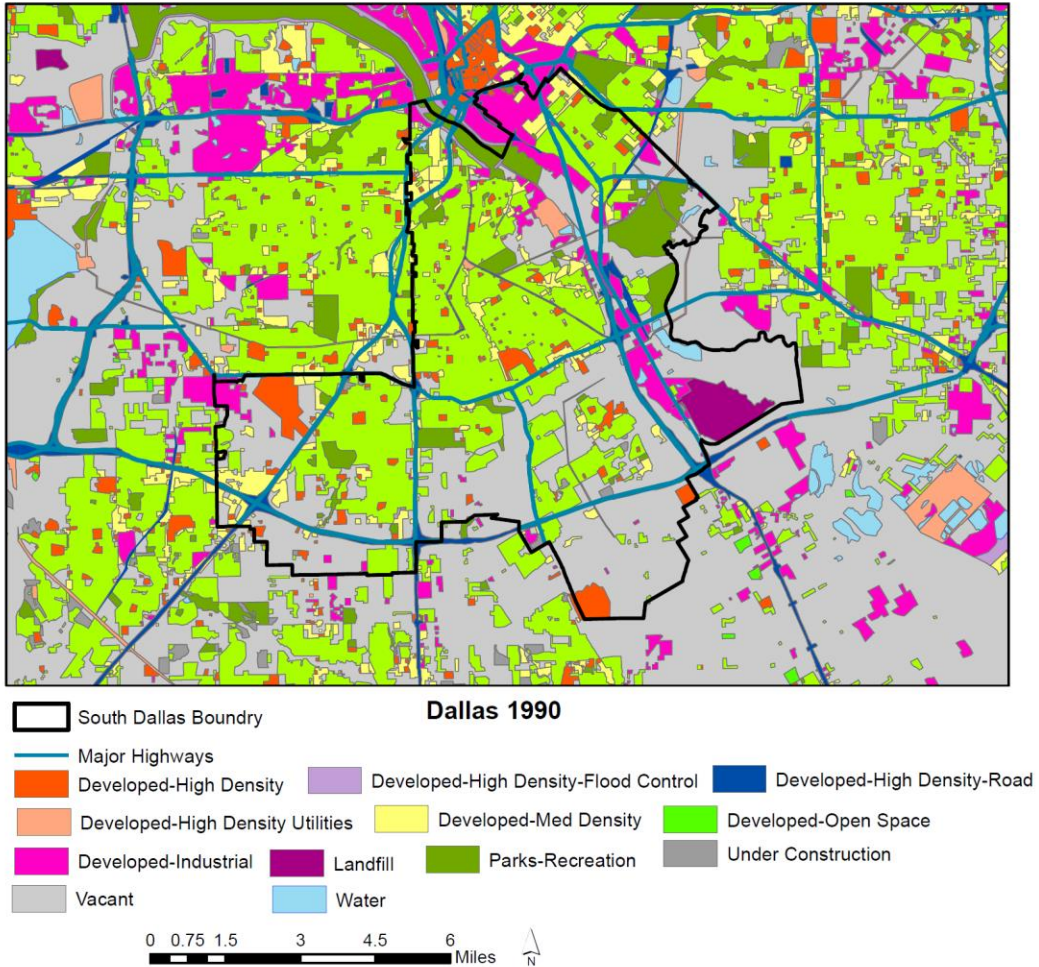 Dallas 1990
South Dallas Boundry
Major Highways
Developed-High Density
Developed-High Density-Flood Control
Developed-High Density-Road
Developed-High Density Utilities
Developed-Med Density
Developed-Open Space
Developed-Industrial
Landfill
Parks-Recreation
Under Construction
Vacant
Water
0 0.75 1.5 3 4.5 6
Miles
N